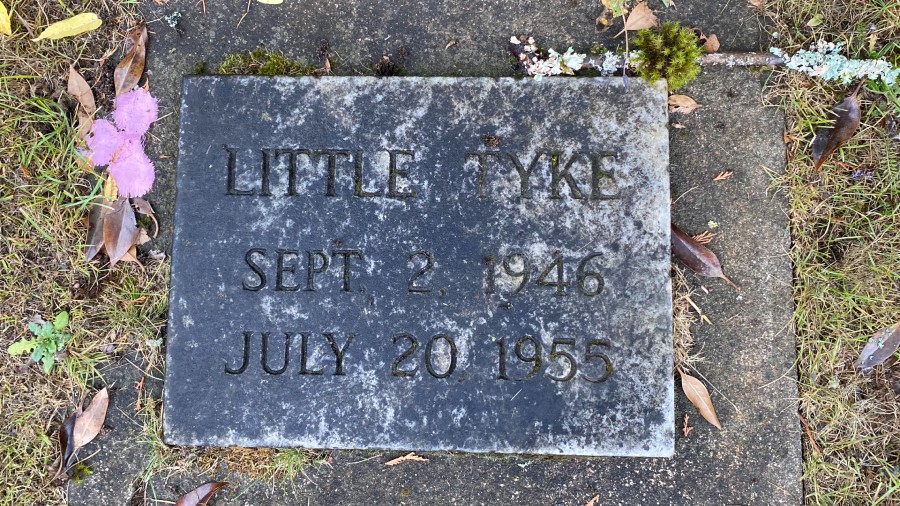 LITTLE TYKE
SEPT. 2, 1946
JULY 20, 1955